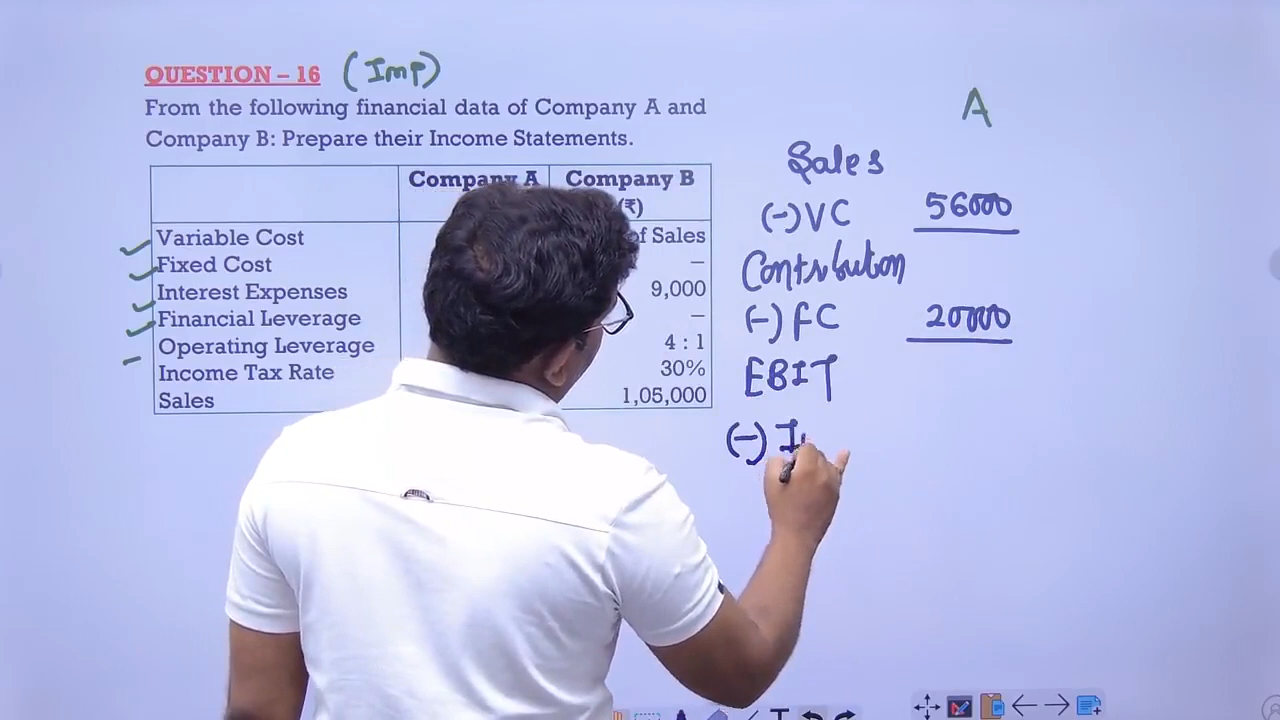 QUESTION – 16 (Imp)
From the following financial data of Company A and
Company B: Prepare their Income Statements.
Company A Company B
(₹)
Variable Cost of Sales
Fixed Cost –
Interest Expenses 9,000
Financial Leverage –
Operating Leverage 4 : 1
Income Tax Rate 30%
Sales 1,05,000
A
Sales
(-) VC 56000
Contribution
(-) FC 20000
EBIT
(-) I